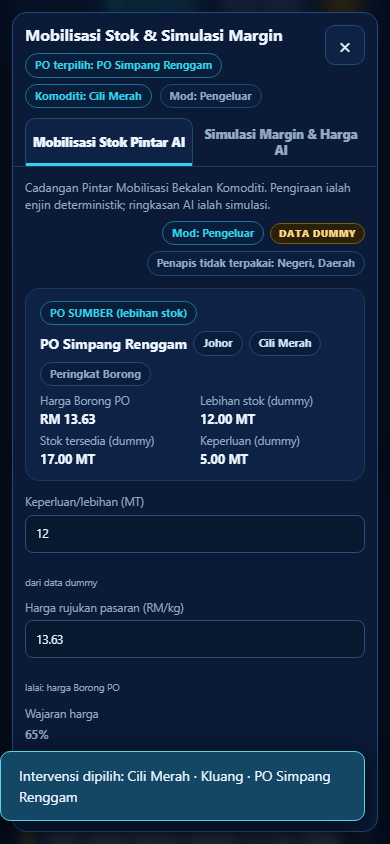 Mobilisasi Stok & Simulasi Margin
×
PO terpilih: PO Simpang Renggam
Komoditi: Cili Merah
Mod: Pengeluar
Mobilisasi Stok Pintar AI
Simulasi Margin & Harga
AI
Cadangan Pintar Mobilisasi Bekalan Komoditi. Pengiraan ialah
enjin deterministik; ringkasan AI ialah simulasi.
Mod: Pengeluar
DATA DUMMY
Penapis tidak terpakai: Negeri, Daerah
PO SUMBER (lebihan stok)
PO Simpang Renggam
Johor
Cili Merah
Peringkat Borong
Harga Borong PO
RM 13.63
Lebihan stok (dummy)
12.00 MT
Stok tersedia (dummy)
17.00 MT
Keperluan (dummy)
5.00 MT
Keperluan/lebihan (MT)
12
dari data dummy
Harga rujukan pasaran (RM/kg)
13.63
lalai: harga Borong PO
Wajaran harga
65%
Intervensi dipilih: Cili Merah · Kluang · PO Simpang
Renggam